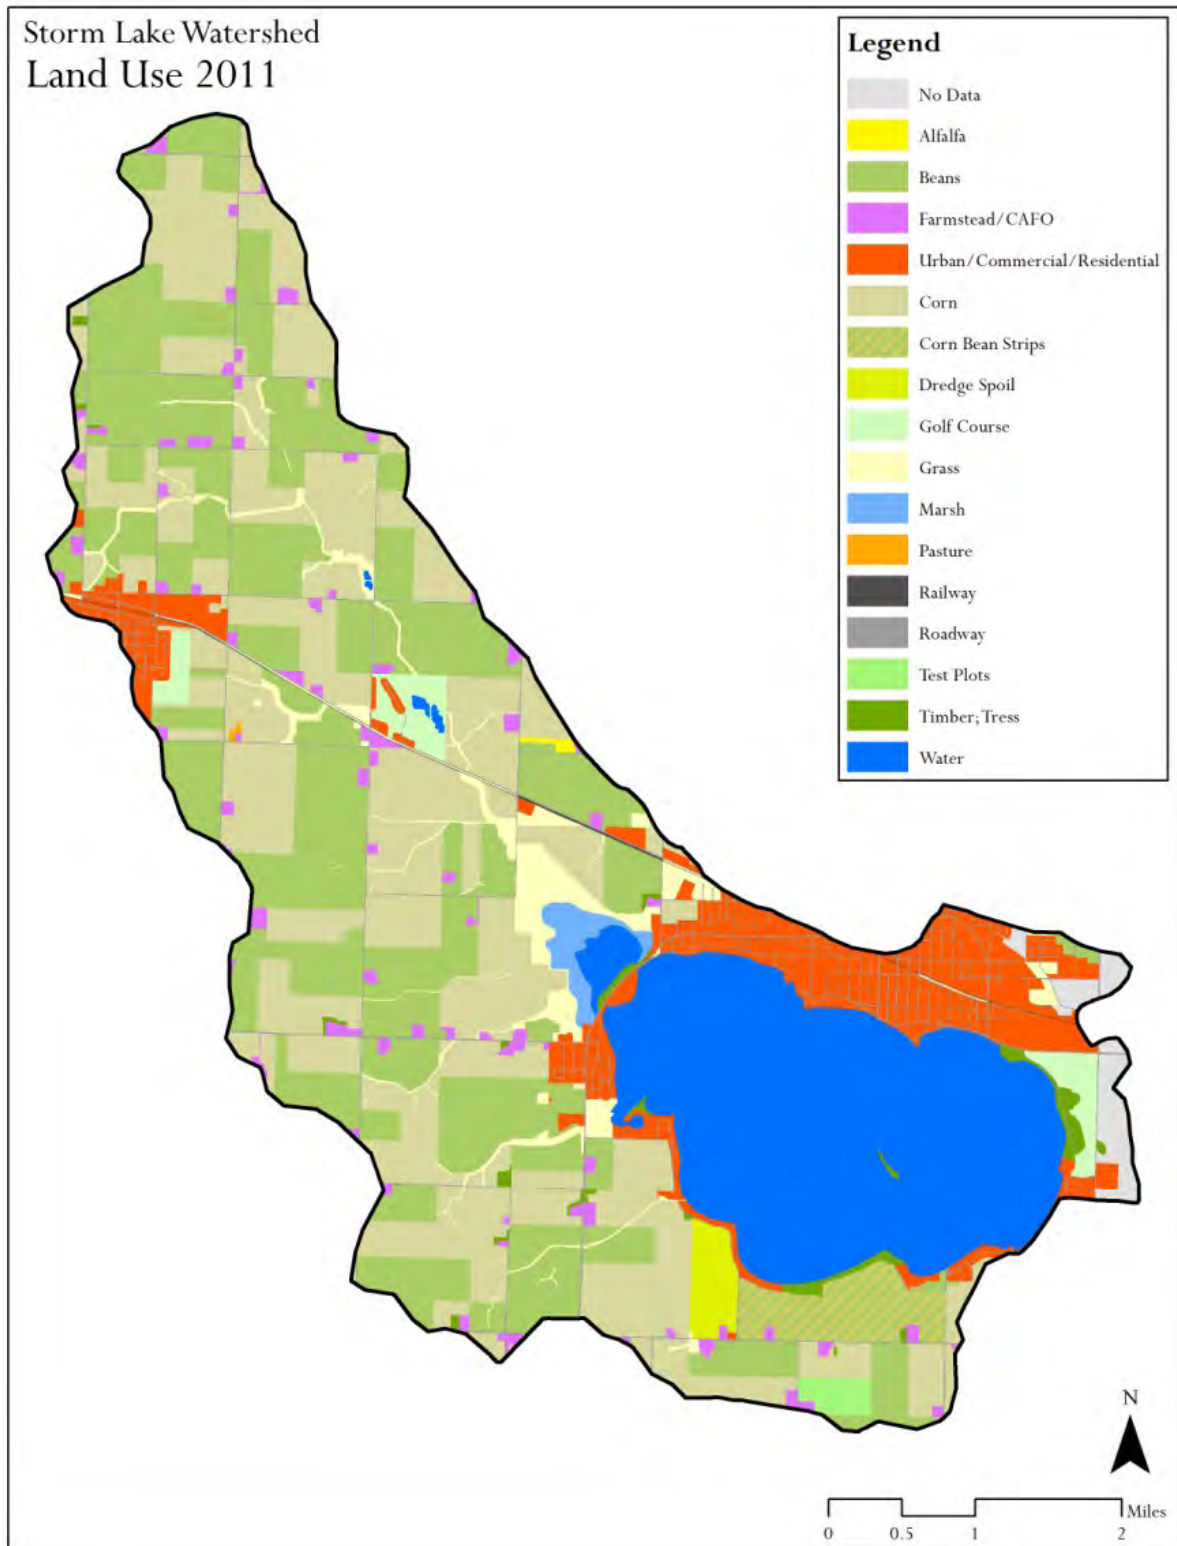 Storm Lake Watershed
Land Use 2011
Legend
No Data
Alfalfa
Beans
Farmstead/CAFO
Urban/Commercial/Residential
Corn
Corn Bean Strips
Dredge Spoil
Golf Course
Grass
Marsh
Pasture
Railway
Roadway
Test Plots
Timber; Tress
Water
N
Miles
0 0.5 1 2